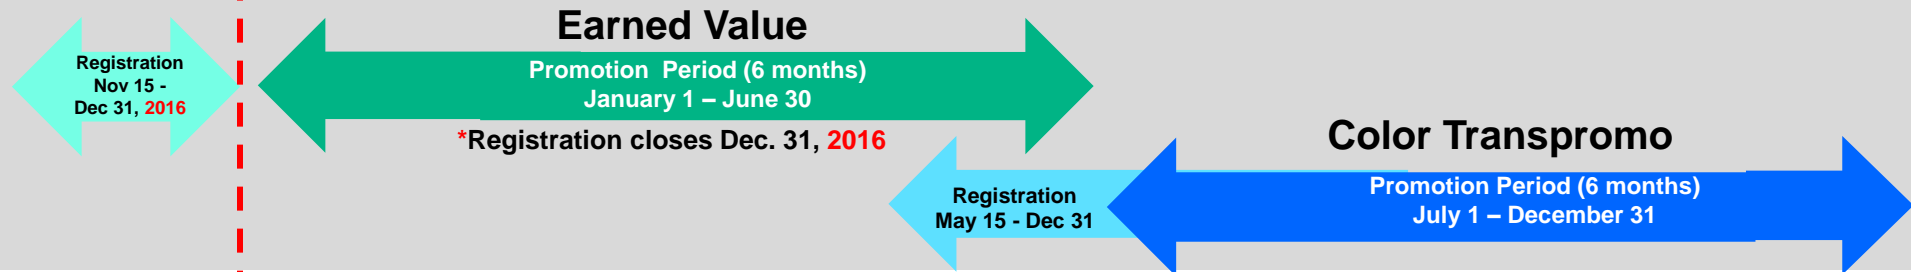 Earned Value
Registration
Nov 15 -
Dec 31, 2016
Promotion Period (6 months)
January 1 – June 30
*Registration closes Dec. 31, 2016
Color Transpromo
Registration
May 15 - Dec 31
Promotion Period (6 months)
July 1 – December 31